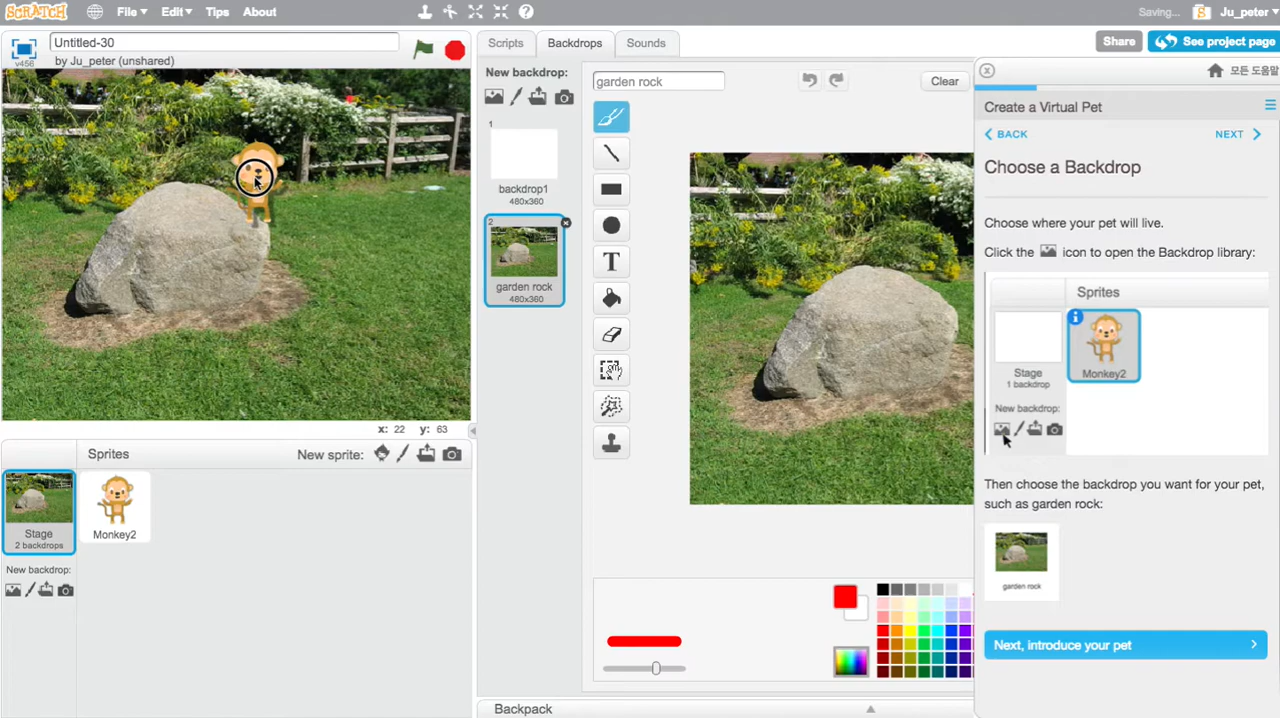 SCRATCH
File
Edit
Tips
About
Saving...
Ju_peter
v456
Untitled-30
by Ju_peter (unshared)
Scripts
Backdrops
Sounds
Share
See project page
New backdrop:
garden rock
Clear
1
backdrop1
480x360
2
garden rock
480x360
T
x: 22 y: 63
Sprites
New sprite:
Stage
2 backdrops
Monkey2
New backdrop:
Backpack
모든 도움말
Create a Virtual Pet
BACK
NEXT
Choose a Backdrop
Choose where your pet will live.
Click the icon to open the Backdrop library:
Sprites
Stage
1 backdrop
Monkey2
New backdrop:
Then choose the backdrop you want for your pet,
such as garden rock:
garden rock
Next, introduce your pet